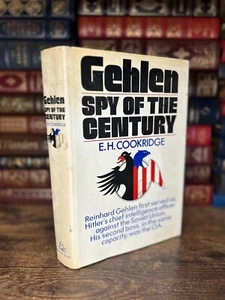 Gehlen
SPY OF THE
CENTURY
E.H. COOKRIDGE
Reinhard Gehlen first served as
Hitler's chief intelligence officer
against the Soviet Union.
His second boss, in the same
capacity, was the CIA.
Gehlen
SPY OF THE
CENTURY
E.H. COOKRIDGE